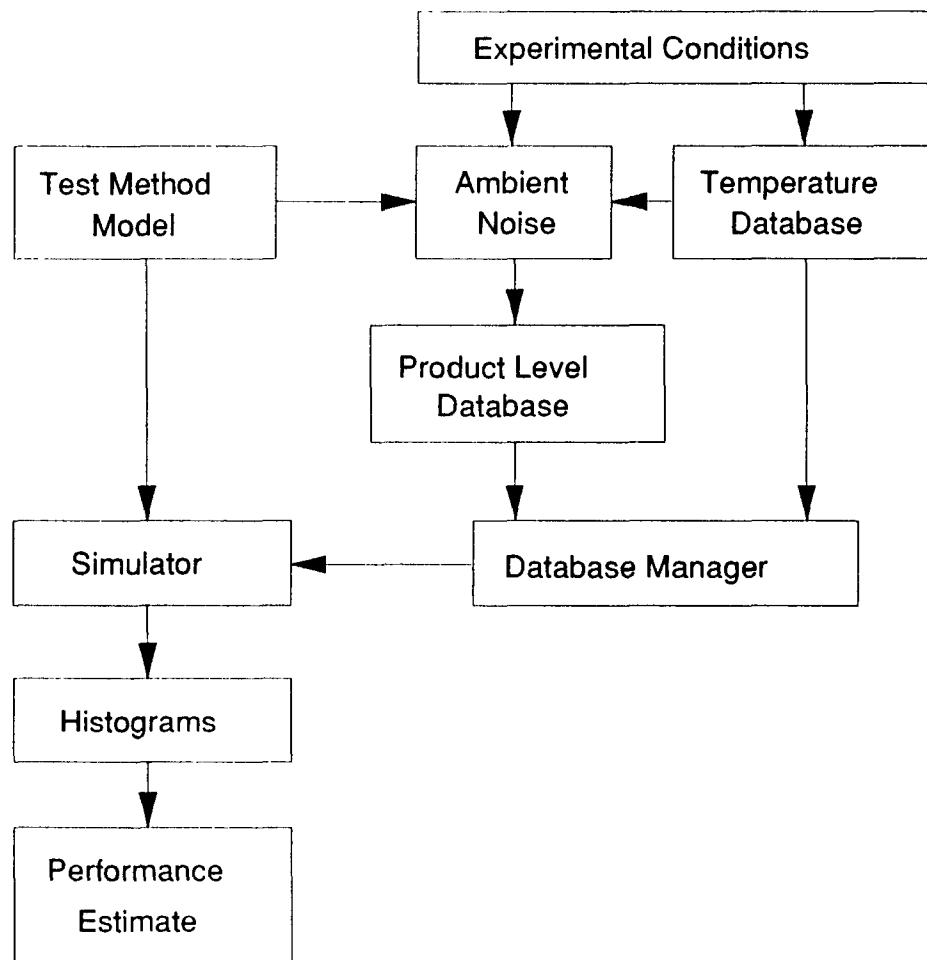 Experimental Conditions
Test Method
Model
Ambient
Noise
Temperature
Database
Product Level
Database
Simulator
Database Manager
Histograms
Performance
Estimate